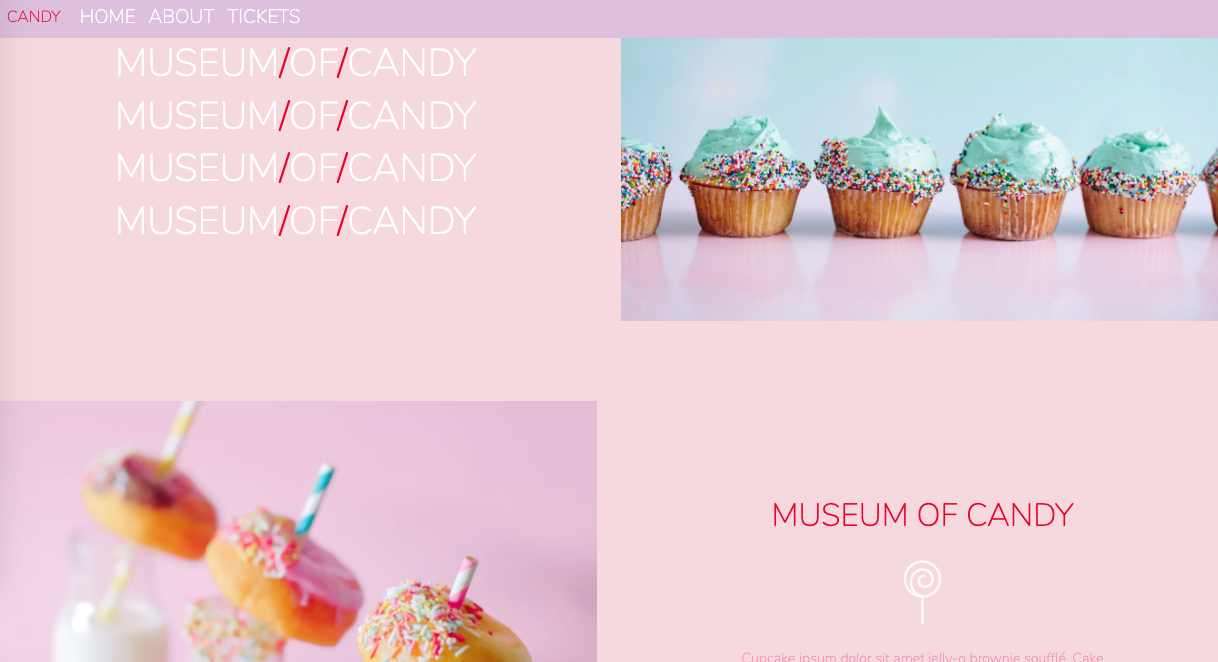 CANDY HOME ABOUT TICKETS
MUSEUM/OF/CANDY
MUSEUM/OF/CANDY
MUSEUM/OF/CANDY
MUSEUM/OF/CANDY
MUSEUM OF CANDY
Cupcake ipsum dolor sit amet jelly-o brownie soufflé. Cake